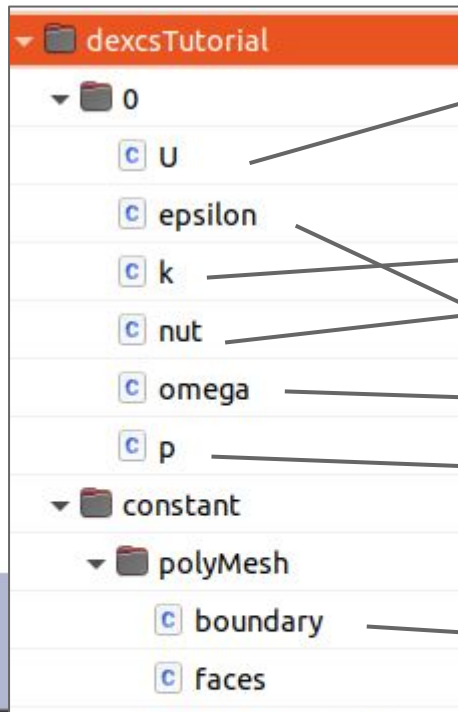 dexcsTutorial
0
C U
C epsilon
C k
C nut
C omega
C p
constant
polyMesh
C boundary
C faces